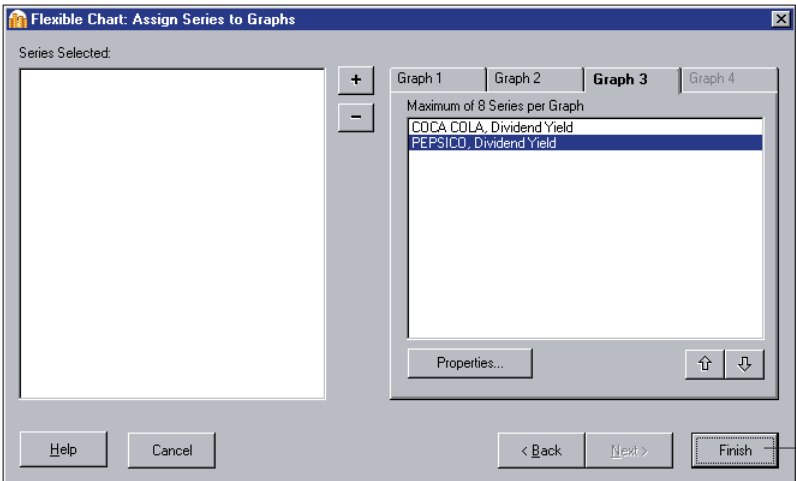 Flexible Chart: Assign Series to Graphs
Series Selected:
+
−
Graph 1
Graph 2
Graph 3
Graph 4
Maximum of 8 Series per Graph
COCA COLA, Dividend Yield
PEPSICO, Dividend Yield
Properties...
Help
Cancel
< Back
Next >
Finish